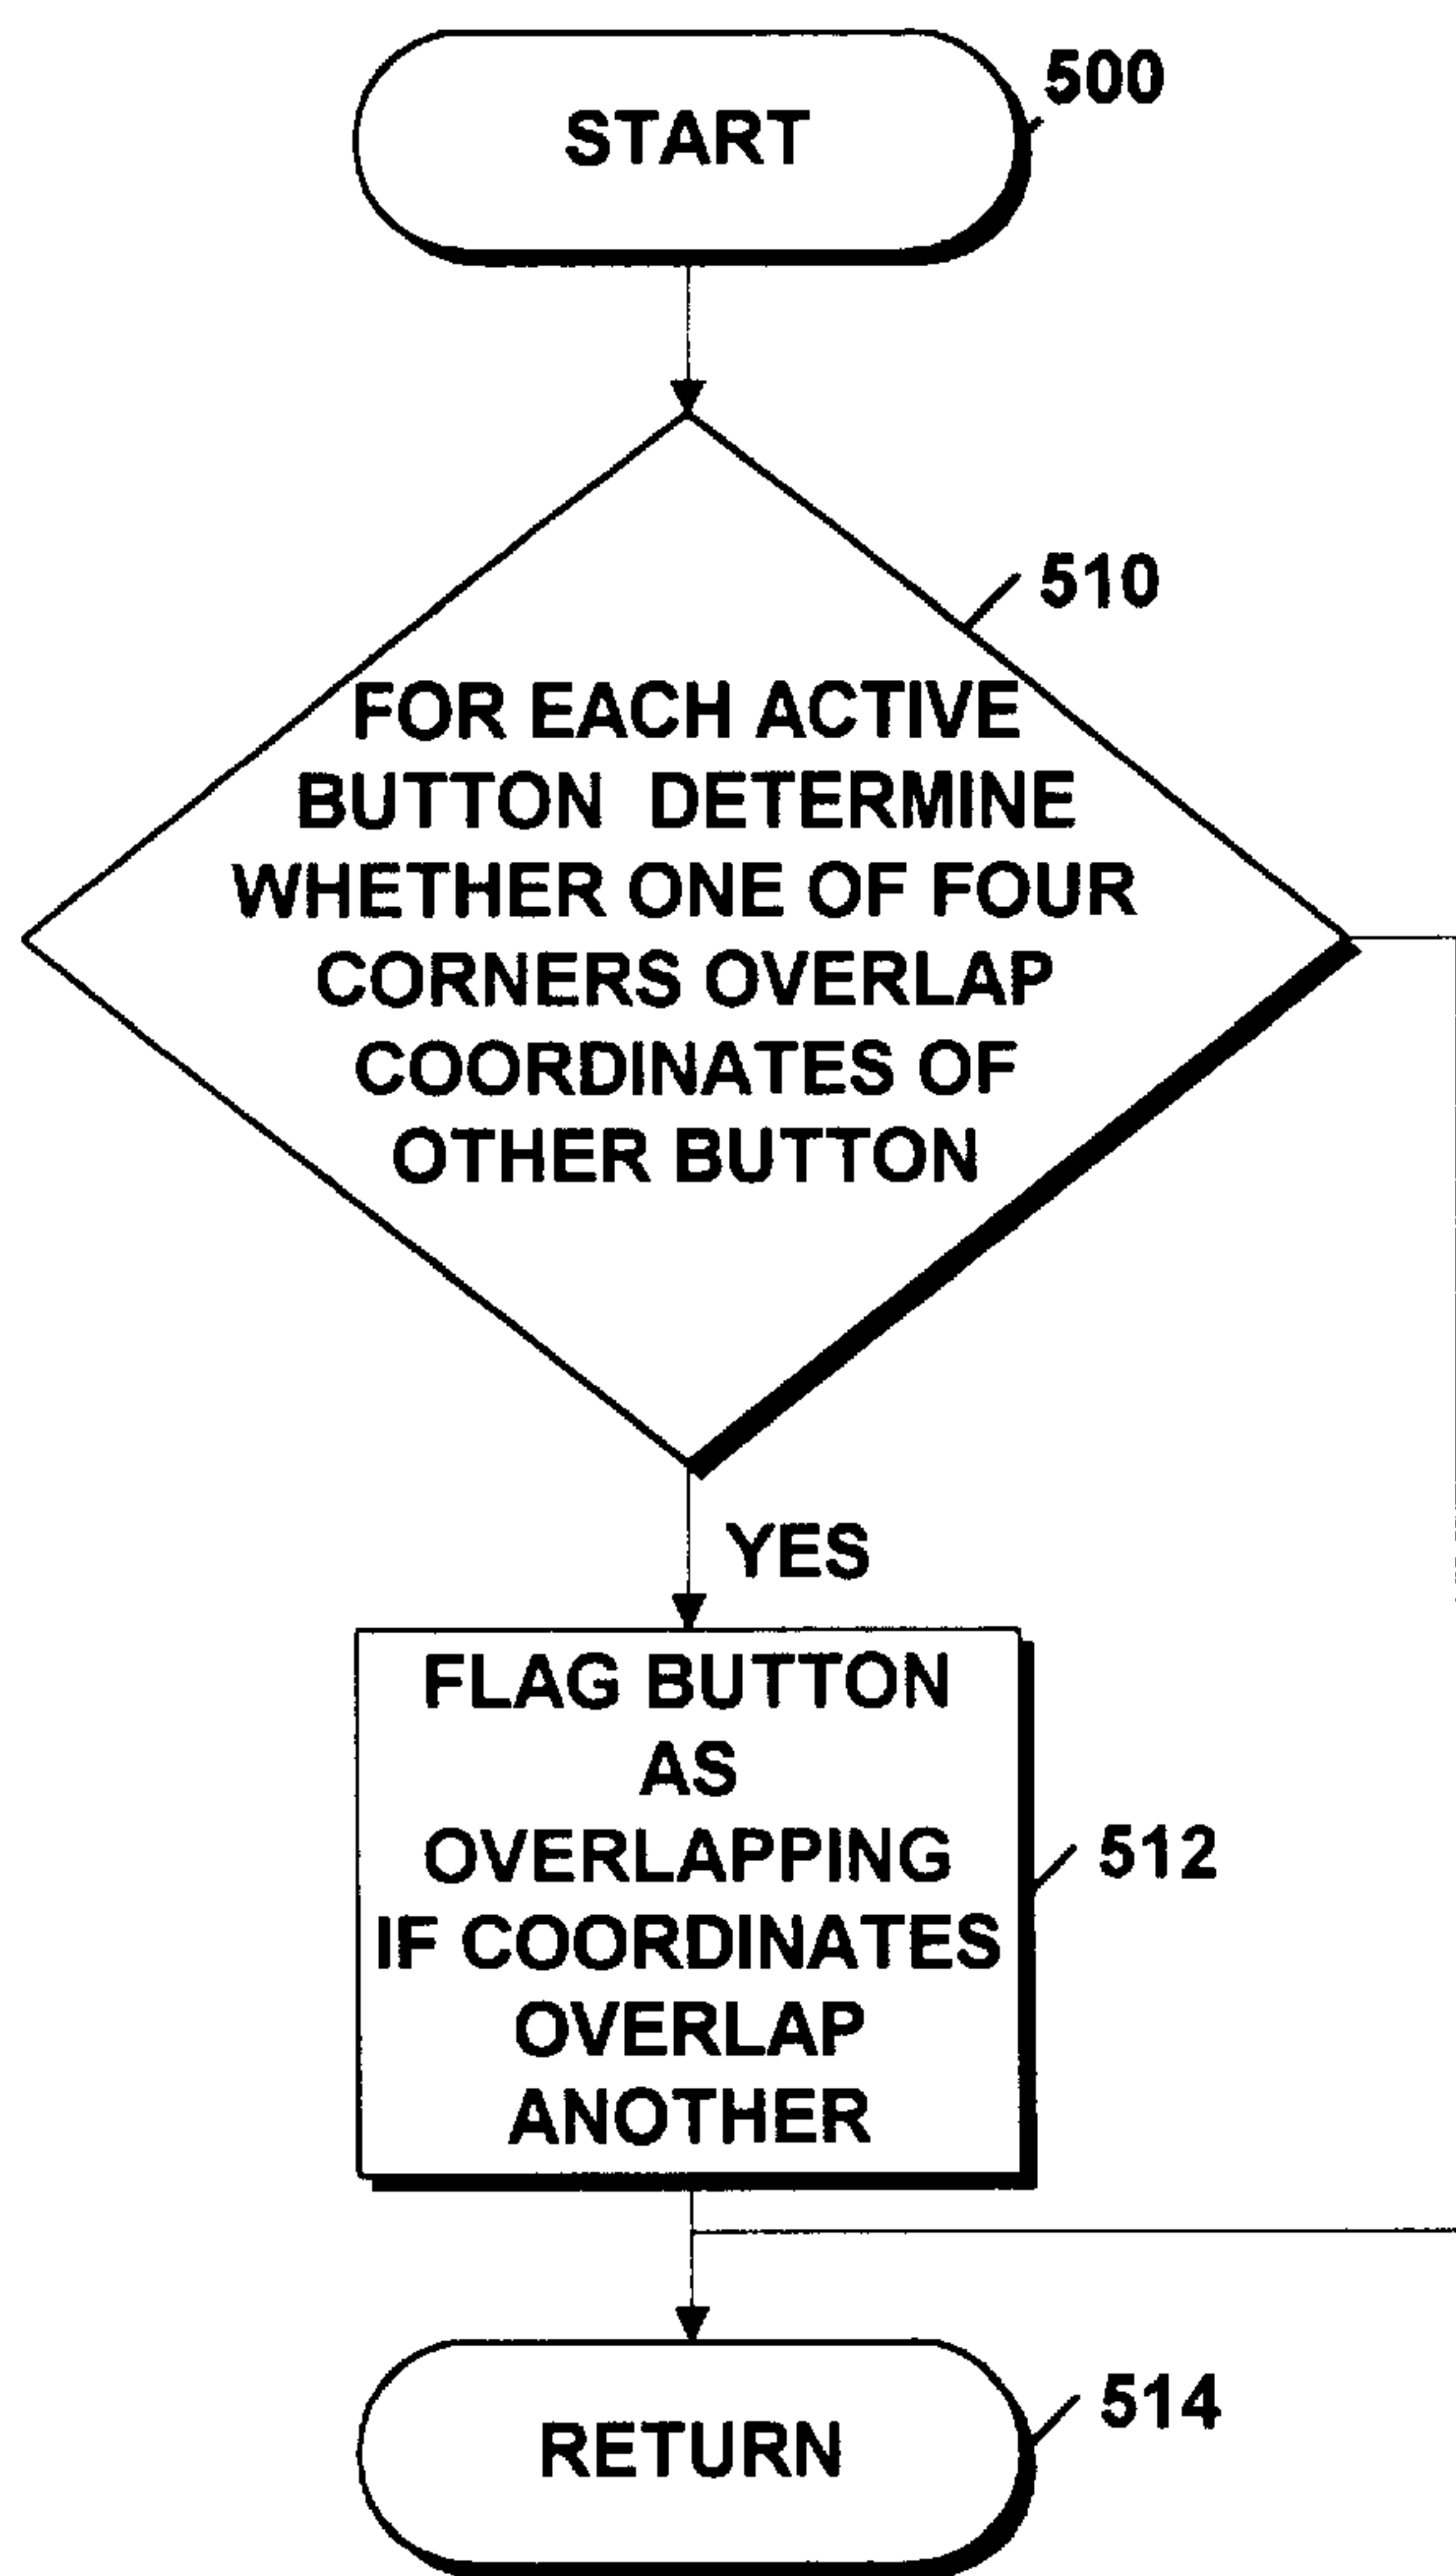 START
500
510
FOR EACH ACTIVE
BUTTON DETERMINE
WHETHER ONE OF FOUR
CORNERS OVERLAP
COORDINATES OF
OTHER BUTTON
YES
FLAG BUTTON
AS
OVERLAPPING
IF COORDINATES
OVERLAP
ANOTHER
512
RETURN
514